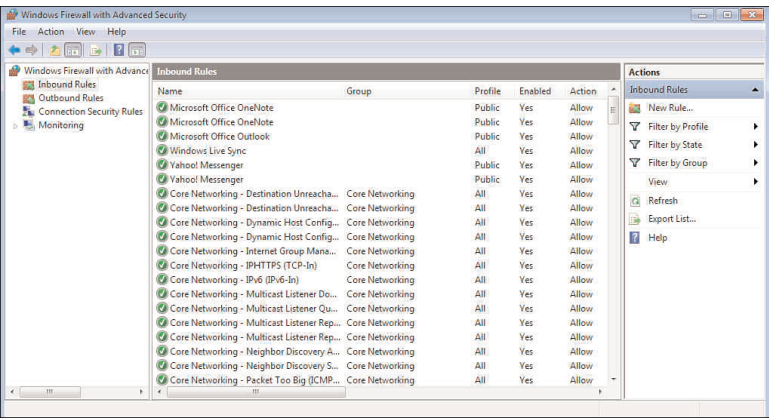 Windows Firewall with Advanced Security
File Action View Help
Windows Firewall with Advance
Inbound Rules
Outbound Rules
Connection Security Rules
Monitoring
Inbound Rules
Name Group Profile Enabled Action
Microsoft Office OneNote Public Yes Allow
Microsoft Office OneNote Public Yes Allow
Microsoft Office Outlook Public Yes Allow
Windows Live Sync All Yes Allow
Yahoo! Messenger Public Yes Allow
Yahoo! Messenger Public Yes Allow
Core Networking - Destination Unreacha... Core Networking All Yes Allow
Core Networking - Destination Unreacha... Core Networking All Yes Allow
Core Networking - Dynamic Host Config... Core Networking All Yes Allow
Core Networking - Dynamic Host Config... Core Networking All Yes Allow
Core Networking - Internet Group Mana... Core Networking All Yes Allow
Core Networking - IPHTTPS (TCP-In) Core Networking All Yes Allow
Core Networking - IPv6 (IPv6-In) Core Networking All Yes Allow
Core Networking - Multicast Listener Do... Core Networking All Yes Allow
Core Networking - Multicast Listener Qu... Core Networking All Yes Allow
Core Networking - Multicast Listener Rep... Core Networking All Yes Allow
Core Networking - Multicast Listener Rep... Core Networking All Yes Allow
Core Networking - Neighbor Discovery A... Core Networking All Yes Allow
Core Networking - Neighbor Discovery S... Core Networking All Yes Allow
Core Networking - Packet Too Big (ICMP... Core Networking All Yes Allow
Actions
Inbound Rules
New Rule...
Filter by Profile
Filter by State
Filter by Group
View
Refresh
Export List...
Help